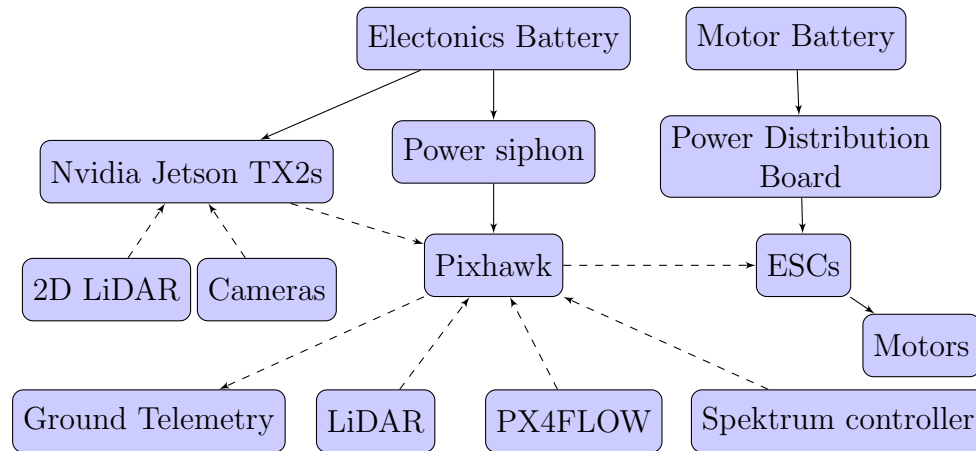 Electonics Battery
Motor Battery
Power siphon
Power Distribution
Board
Nvidia Jetson TX2s
2D LiDAR
Cameras
Pixhawk
ESCs
Motors
Ground Telemetry
LiDAR
PX4FLOW
Spektrum controller